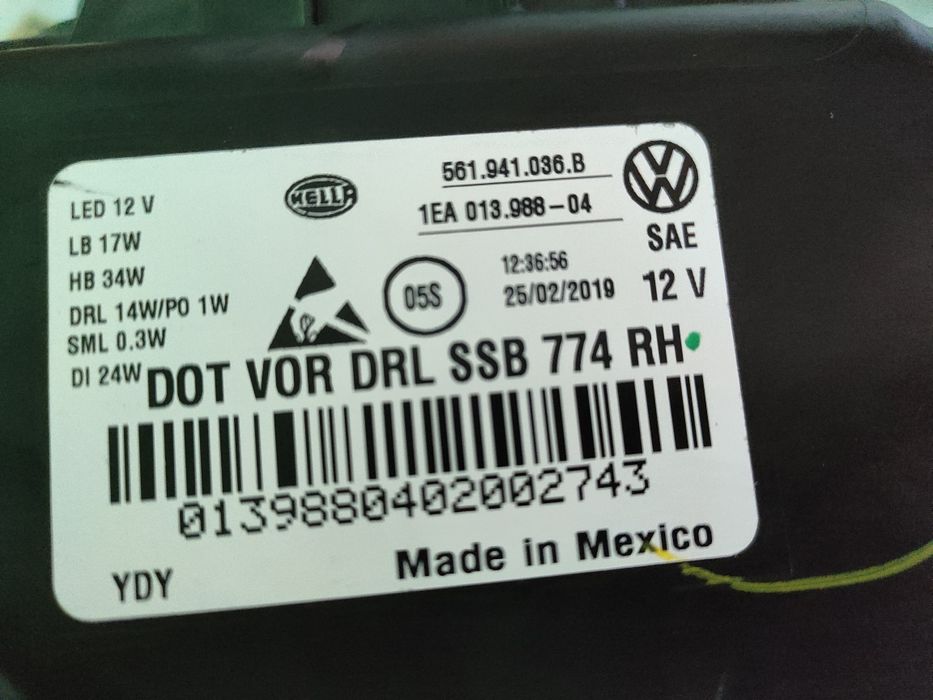 LED 12 V
LB 17W
HB 34W
DRL 14W/PO 1W
SML 0.3W
DI 24W
HELLA
561.941.036.B
1EA 013.988-04
SAE
05S
12:36:56
25/02/2019
12 V
DOT VOR DRL SSB 774 RH
0139880402002743
YDY
Made in Mexico